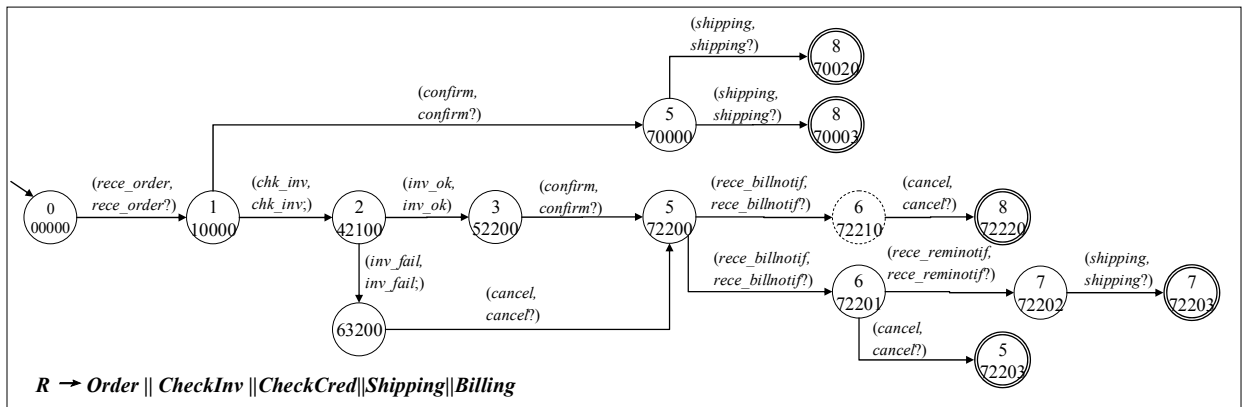 (shipping,
shipping?)
8
70020
(confirm,
confirm?)
5
70000
(shipping,
shipping?)
8
70003
0
00000
(rece_order,
rece_order?)
1
10000
(chk_inv,
chk_inv;)
2
42100
(inv_ok,
inv_ok)
3
52200
(confirm,
confirm?)
5
72200
(rece_billnotif,
rece_billnotif?)
6
72210
(cancel,
cancel?)
8
72220
(inv_fail,
inv_fail;)
63200
(cancel,
cancel?)
(rece_billnotif,
rece_billnotif?)
6
72201
(rece_reminotif,
rece_reminotif?)
7
72202
(shipping,
shipping?)
7
72203
(cancel,
cancel?)
5
72203
R → Order || CheckInv ||CheckCred||Shipping||Billing